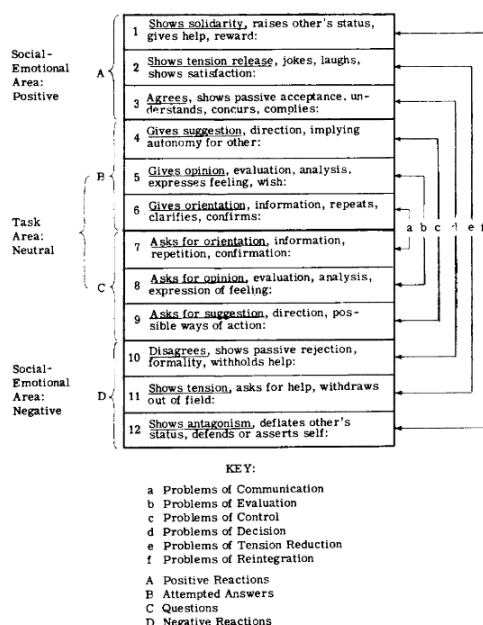 1 Shows solidarity, raises other's status,
gives help, reward:
Social-
Emotional
Area:
Positive
A
2 Shows tension release, jokes, laughs,
shows satisfaction:
3 Agrees, shows passive acceptance, un-
derstands, concurs, complies:
4 Gives suggestion, direction, implying
autonomy for other:
B
5 Gives opinion, evaluation, analysis,
expresses feeling, wish:
6 Gives orientation, information, repeats,
clarifies, confirms:
Task
Area:
Neutral
a b c d e f
7 Asks for orientation, information,
repetition, confirmation:
C
8 Asks for opinion, evaluation, analysis,
expression of feeling:
9 Asks for suggestion, direction, pos-
sible ways of action:
10 Disagrees, shows passive rejection,
formality, withholds help:
Social-
Emotional
Area:
Negative
D
11 Shows tension, asks for help, withdraws
out of field:
12 Shows antagonism, deflates other's
status, defends or asserts self:
KEY:
a Problems of Communication
b Problems of Evaluation
c Problems of Control
d Problems of Decision
e Problems of Tension Reduction
f Problems of Reintegration
A Positive Reactions
B Attempted Answers
C Questions
D Negative Reactions